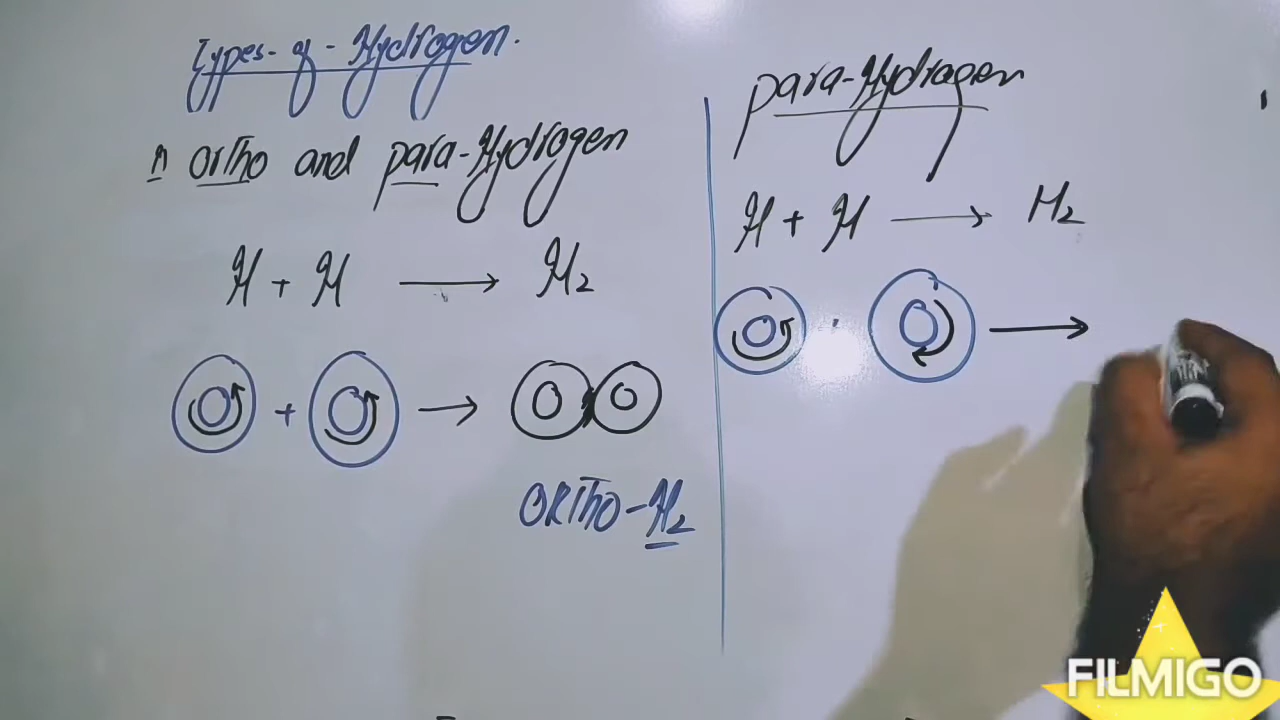 Types-of-Hydrogen.
1) ortho and para-Hydrogen
H + H → H₂
+ →
ORTho-H₂
para-Hydrogen
H + H → H₂
→
FILMIGO